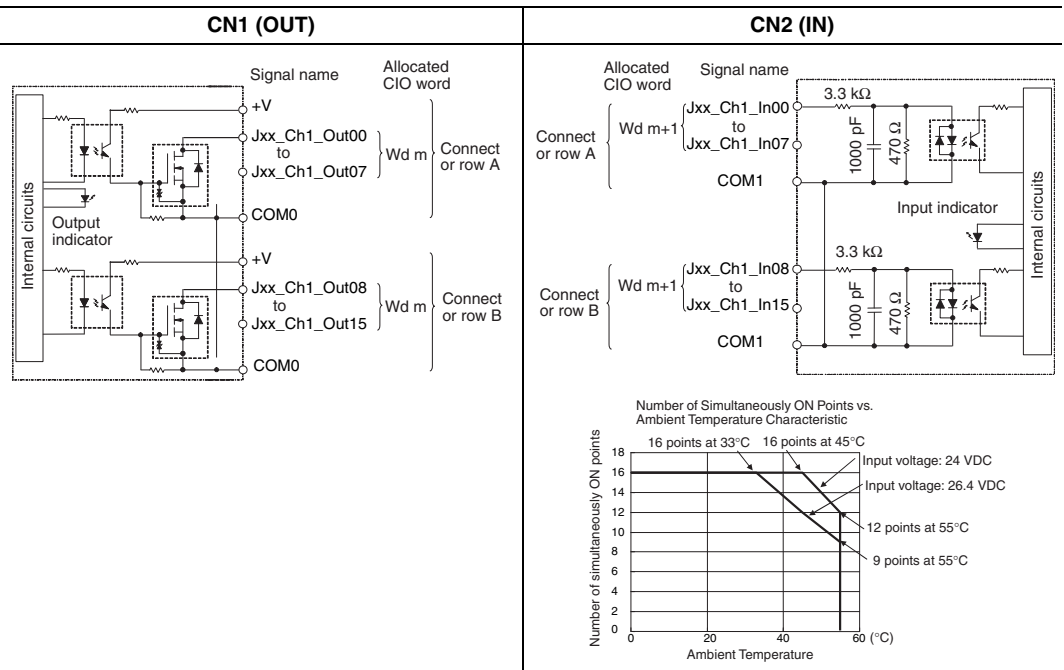 CN1 (OUT)
CN2 (IN)
Signal name
Allocated
CIO word
+V
Jxx_Ch1_Out00
to
Jxx_Ch1_Out07
Wd m
Connect
or row A
COM0
Internal circuits
Output
indicator
+V
Jxx_Ch1_Out08
to
Jxx_Ch1_Out15
Wd m
Connect
or row B
COM0
Allocated
CIO word
Signal name
Connect
or row A
Wd m+1
Jxx_Ch1_In00
to
Jxx_Ch1_In07
COM1
3.3 kΩ
1000 pF
470 Ω
Input indicator
Internal circuits
Connect
or row B
Wd m+1
Jxx_Ch1_In08
to
Jxx_Ch1_In15
COM1
3.3 kΩ
1000 pF
470 Ω
Number of Simultaneously ON Points vs.
Ambient Temperature Characteristic
16 points at 33°C
16 points at 45°C
Input voltage: 24 VDC
Input voltage: 26.4 VDC
12 points at 55°C
9 points at 55°C
Number of simultaneously ON points
18
16
14
12
10
8
6
4
2
0
0
20
40
60 (°C)
Ambient Temperature